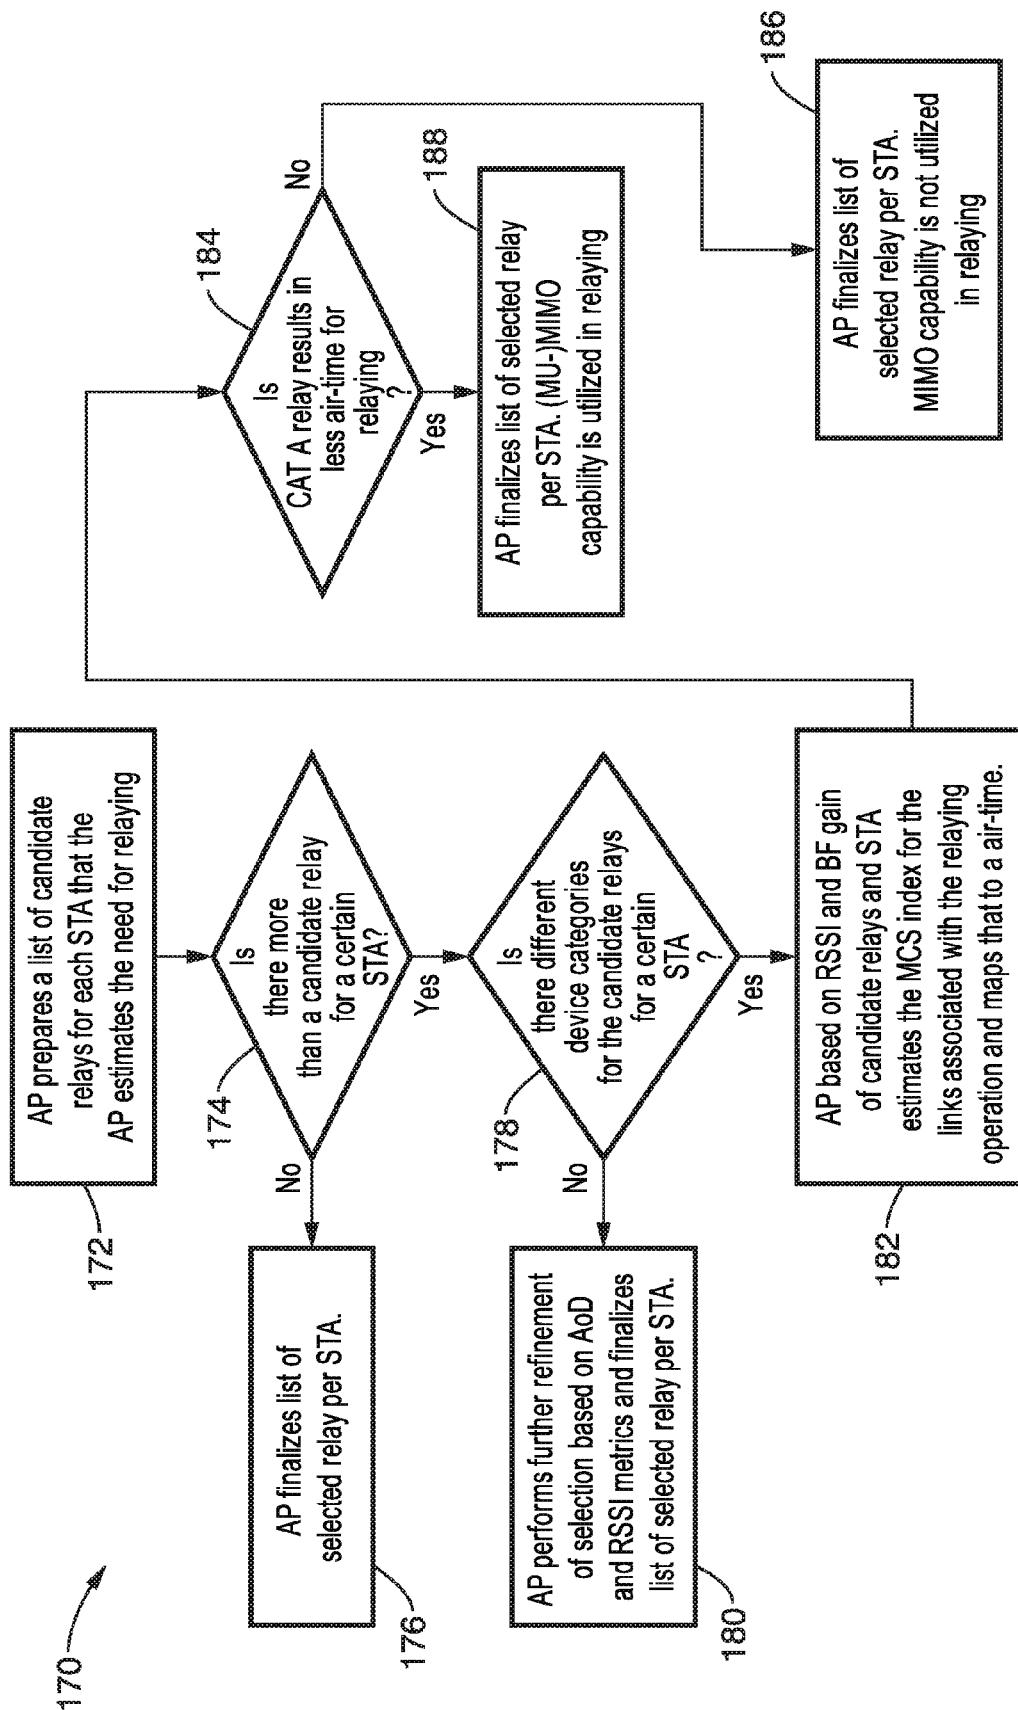 170
172
AP prepares a list of candidate
relays for each STA that the
AP estimates the need for relaying
174
Is
there more
than a candidate relay
for a certain
STA?
No
Yes
176
AP finalizes list of
selected relay per STA.
178
Is
there different
device categories
for the candidate relays
for a certain
STA
?
No
Yes
180
AP performs further refinement
of selection based on AoD
and RSSI metrics and finalizes
list of selected relay per STA.
182
AP based on RSSI and BF gain
of candidate relays and STA
estimates the MCS index for the
links associated with the relaying
operation and maps that to a air-time.
184
Is
CAT A relay results in
less air-time for
relaying
?
No
Yes
188
AP finalizes list of selected relay
per STA. (MU-)MIMO
capability is utilized in relaying
186
AP finalizes list of
selected relay per STA.
MIMO capability is not utilized
in relaying